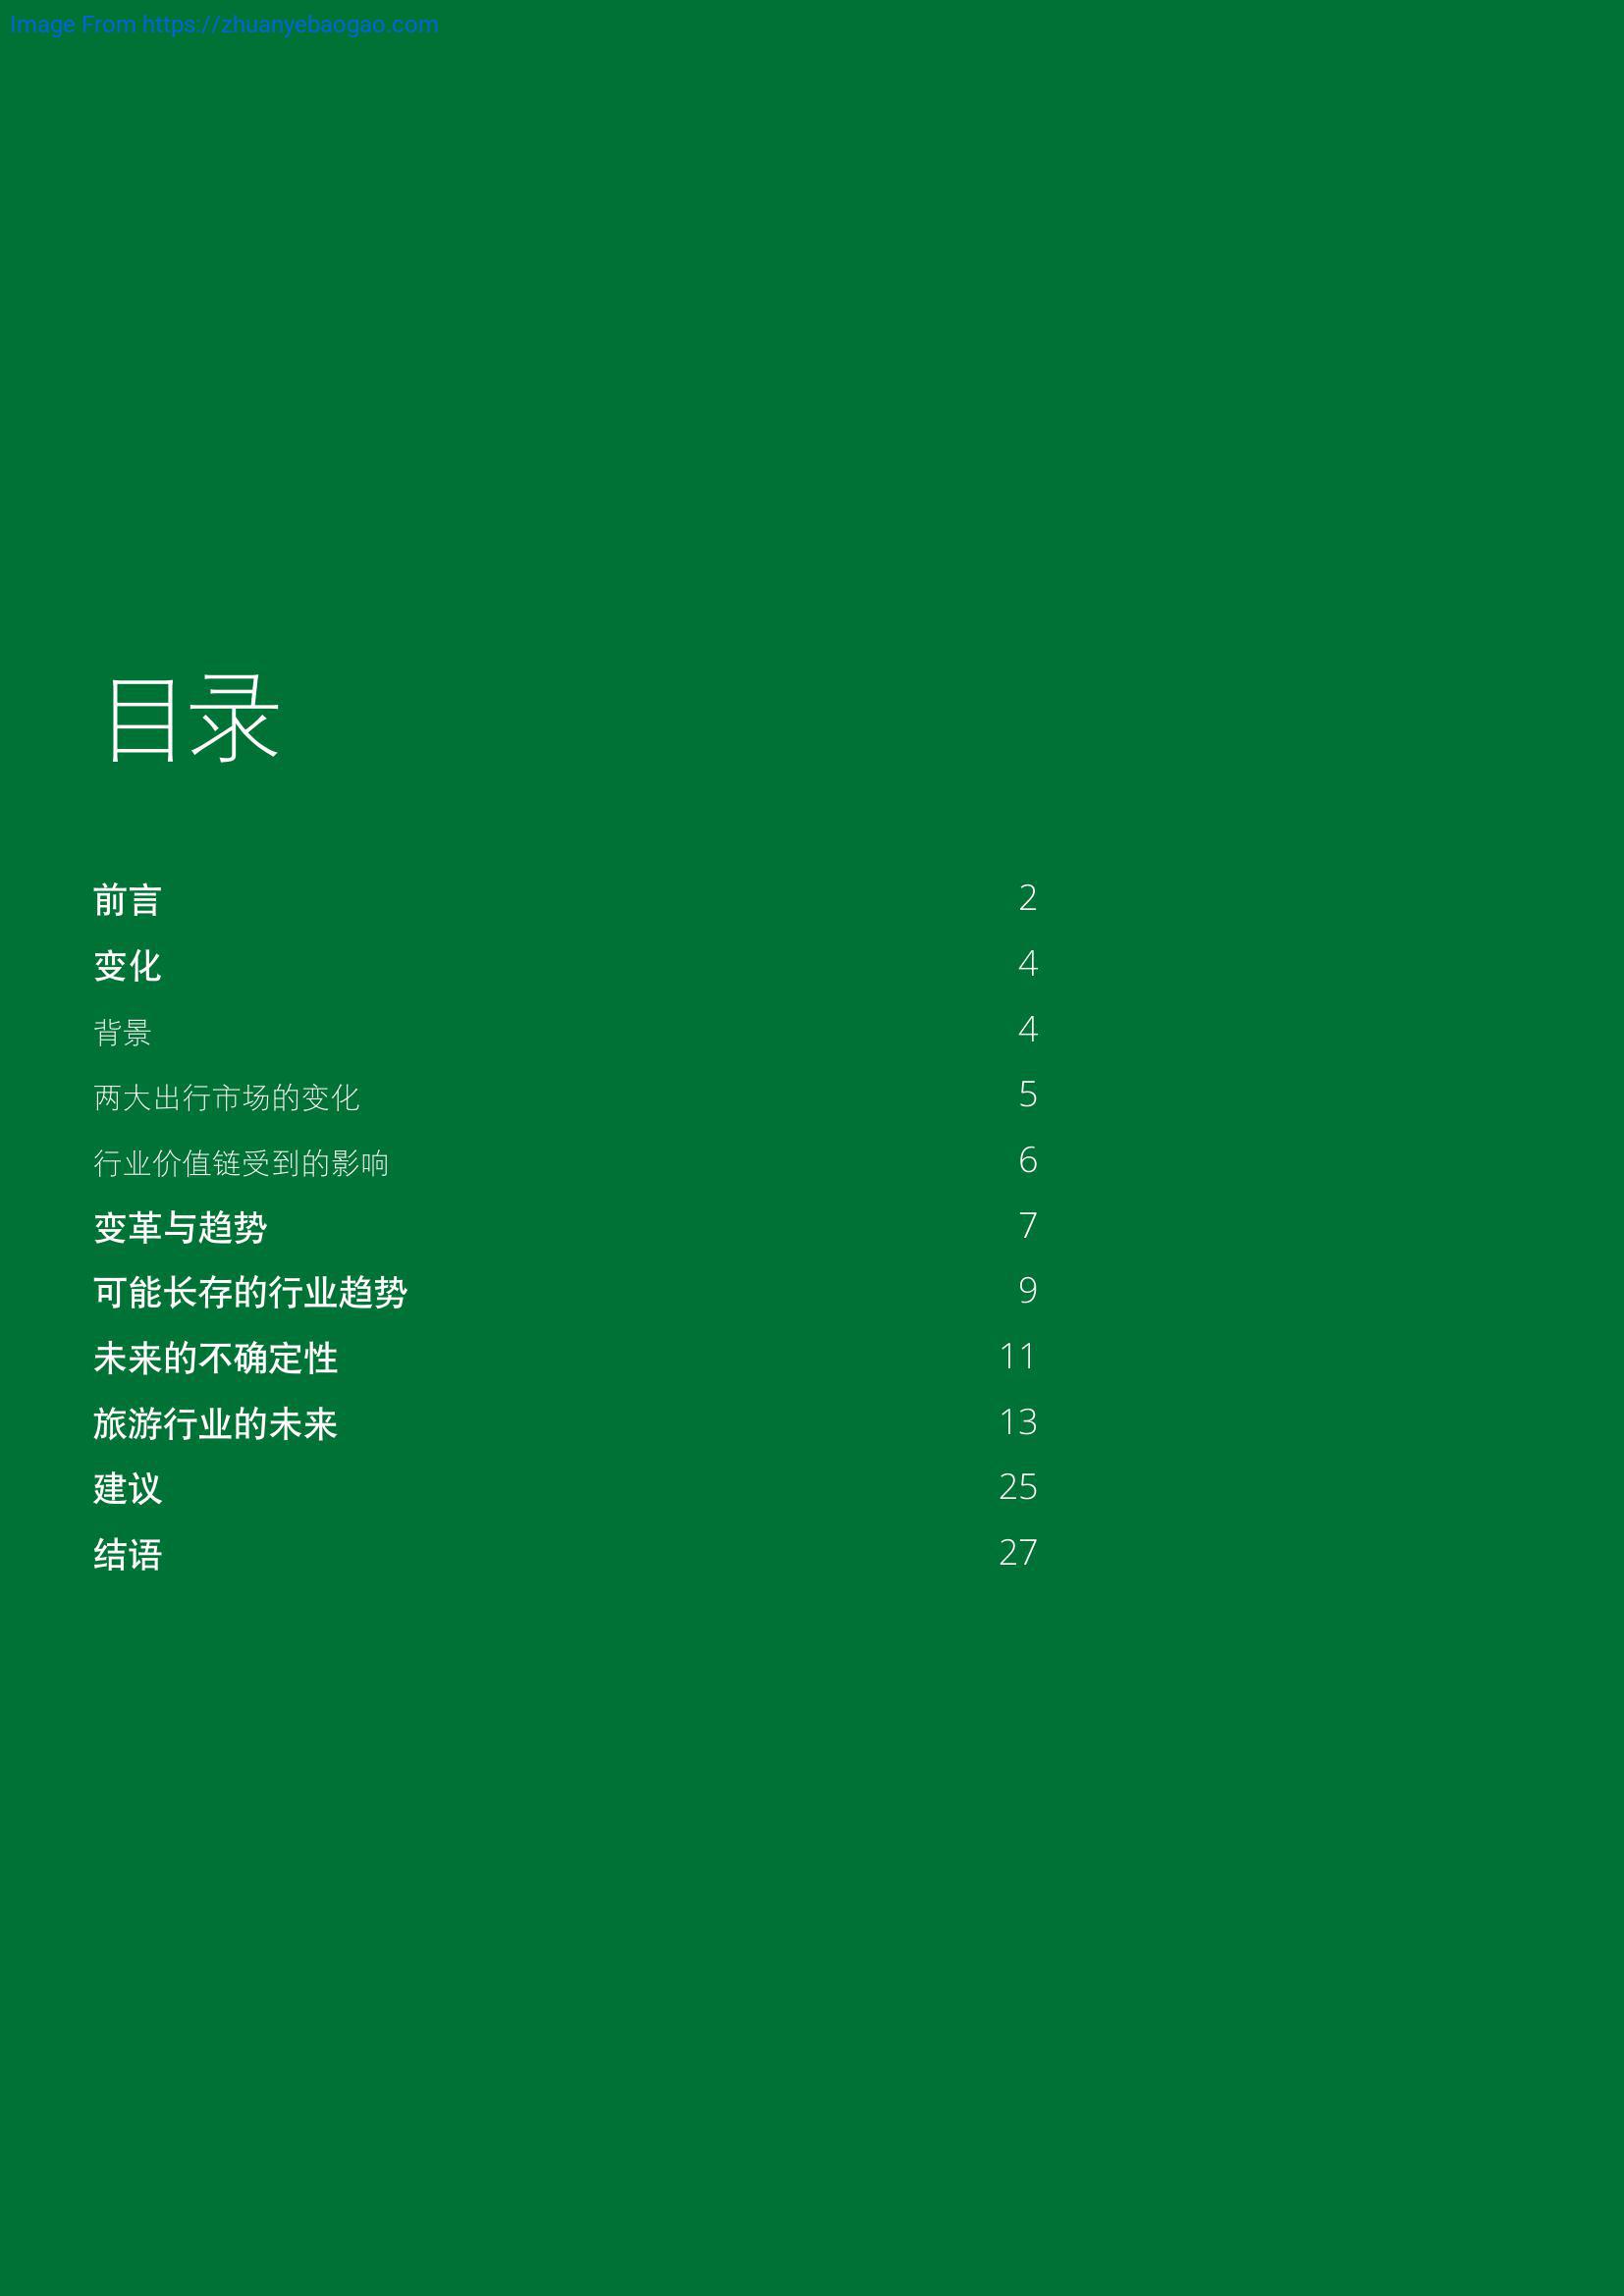 Image From https://zhuanyebaogao.com
目录
前言 2
变化 4
背景 4
两大出行市场的变化 5
行业价值链受到的影响 6
变革与趋势 7
可能长存的行业趋势 9
未来的不确定性 11
旅游行业的未来 13
建议 25
结语 27